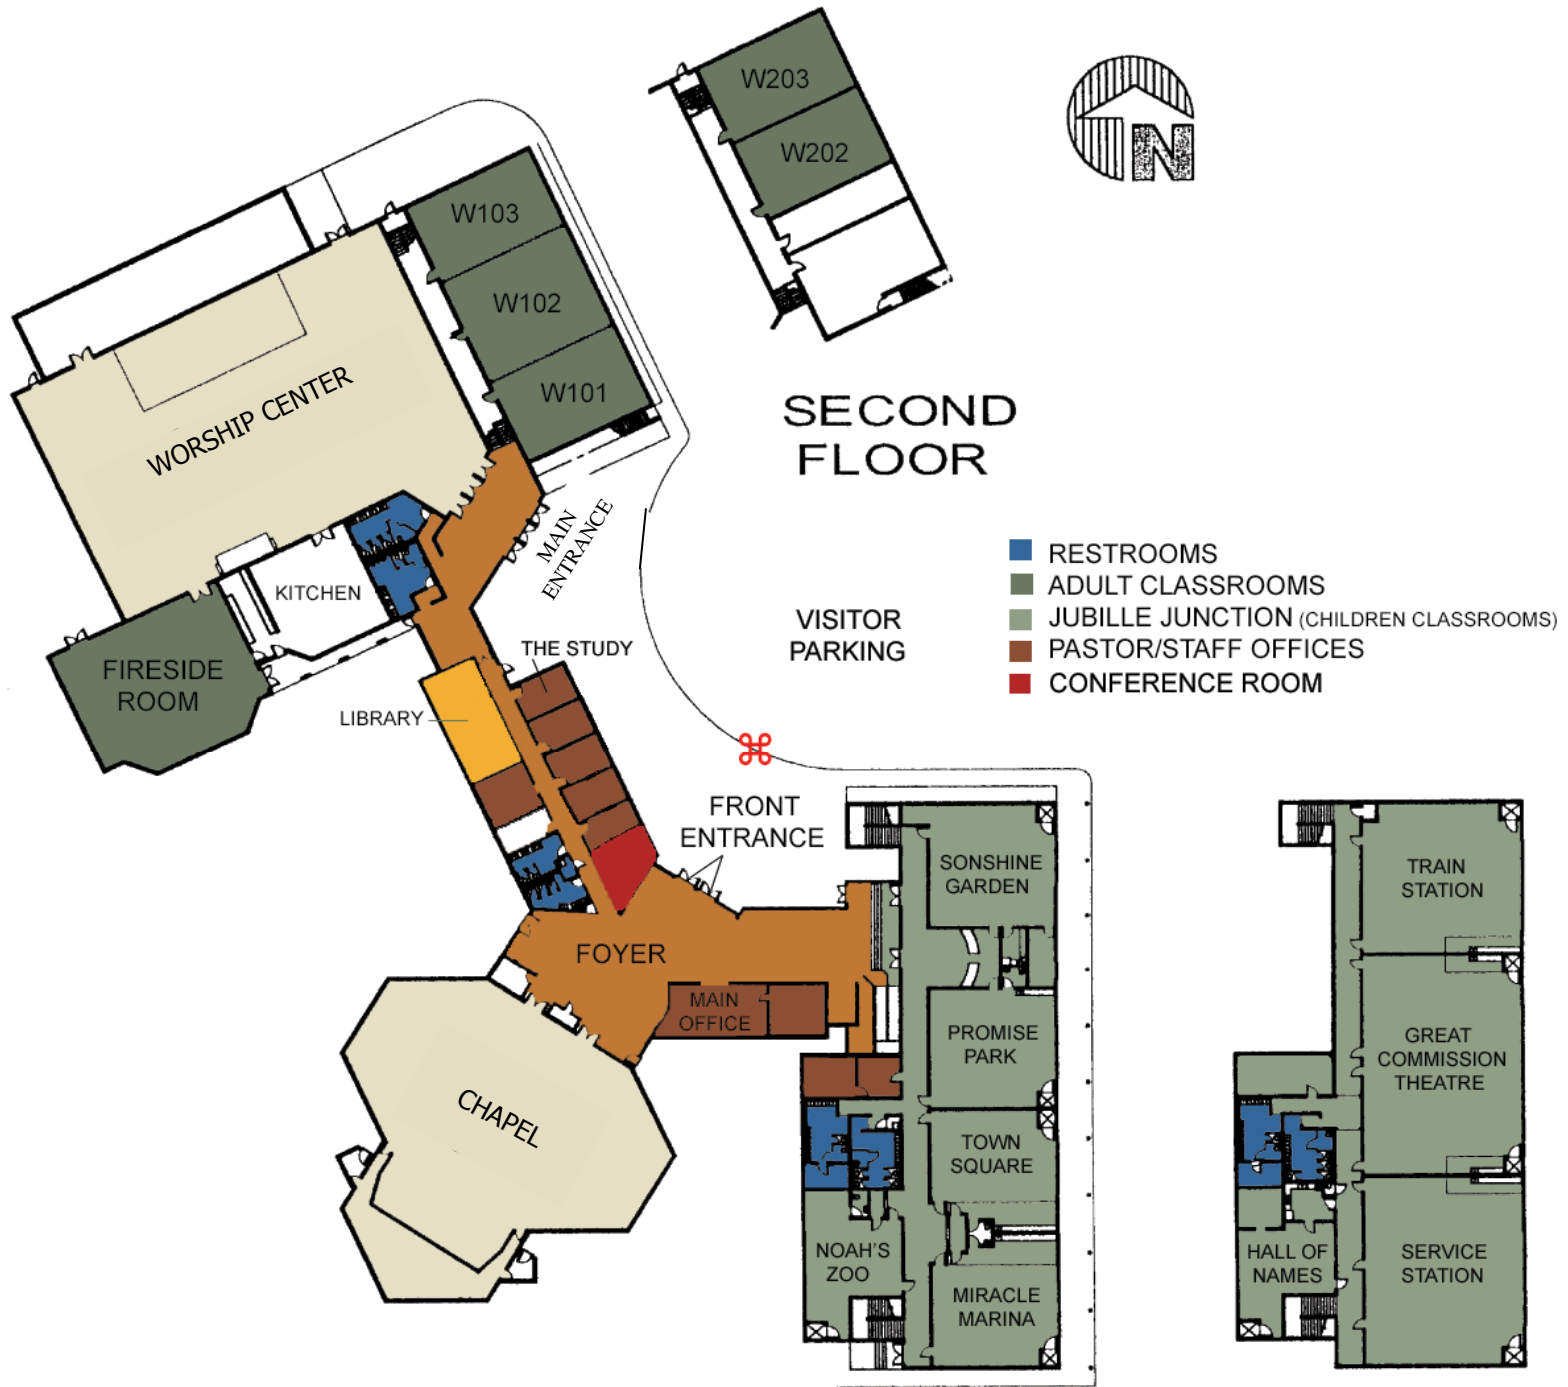 W203
W202
N
W103
W102
W101
WORSHIP CENTER
SECOND
FLOOR
MAIN
ENTRANCE
KITCHEN
FIRESIDE
ROOM
THE STUDY
LIBRARY
VISITOR
PARKING
RESTROOMS
ADULT CLASSROOMS
JUBILLE JUNCTION (CHILDREN CLASSROOMS)
PASTOR/STAFF OFFICES
CONFERENCE ROOM
FRONT
ENTRANCE
FOYER
MAIN
OFFICE
CHAPEL
SONSHINE
GARDEN
PROMISE
PARK
TOWN
SQUARE
NOAH'S
ZOO
MIRACLE
MARINA
TRAIN
STATION
GREAT
COMMISSION
THEATRE
HALL OF
NAMES
SERVICE
STATION